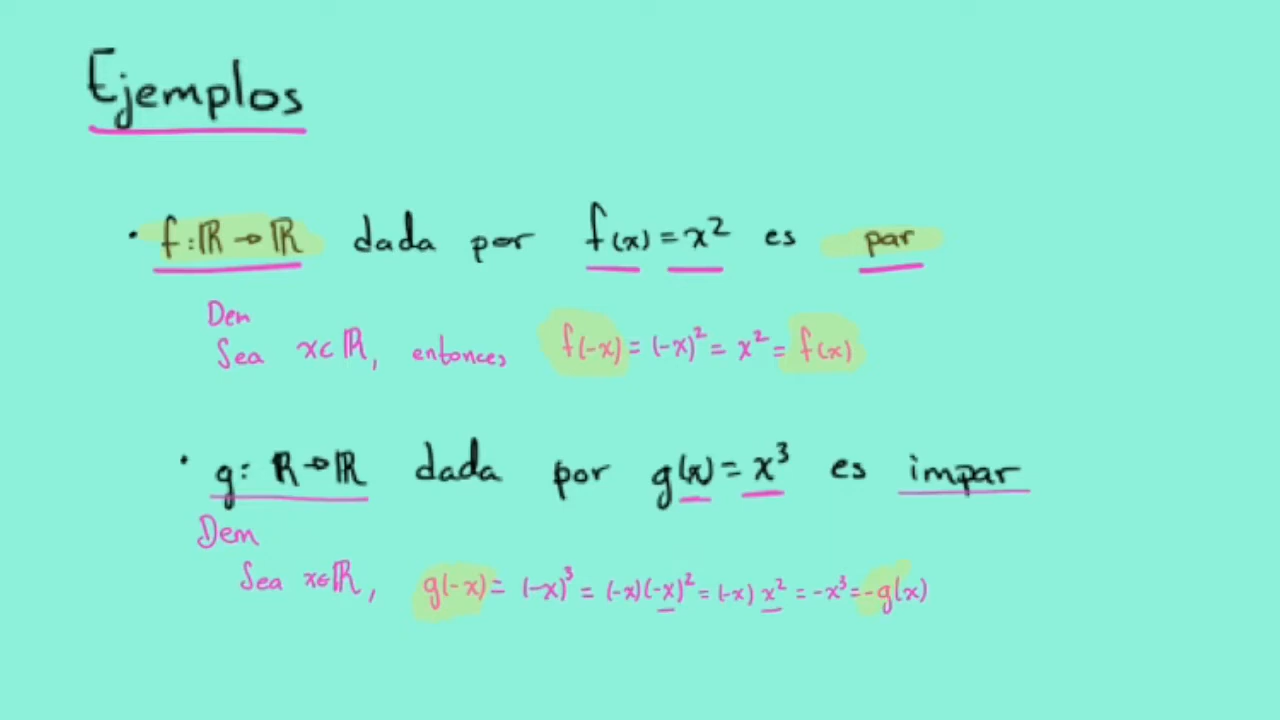 Ejemplos
• f: ℝ → ℝ dada por f(x) = x² es par
Dem
Sea x ∈ ℝ, entonces f(-x) = (-x)² = x² = f(x)
• g: ℝ → ℝ dada por g(x) = x³ es impar
Dem
Sea x ∈ ℝ, g(-x) = (-x)³ = (-x)(-x)² = (-x) x² = -x³ = -g(x)